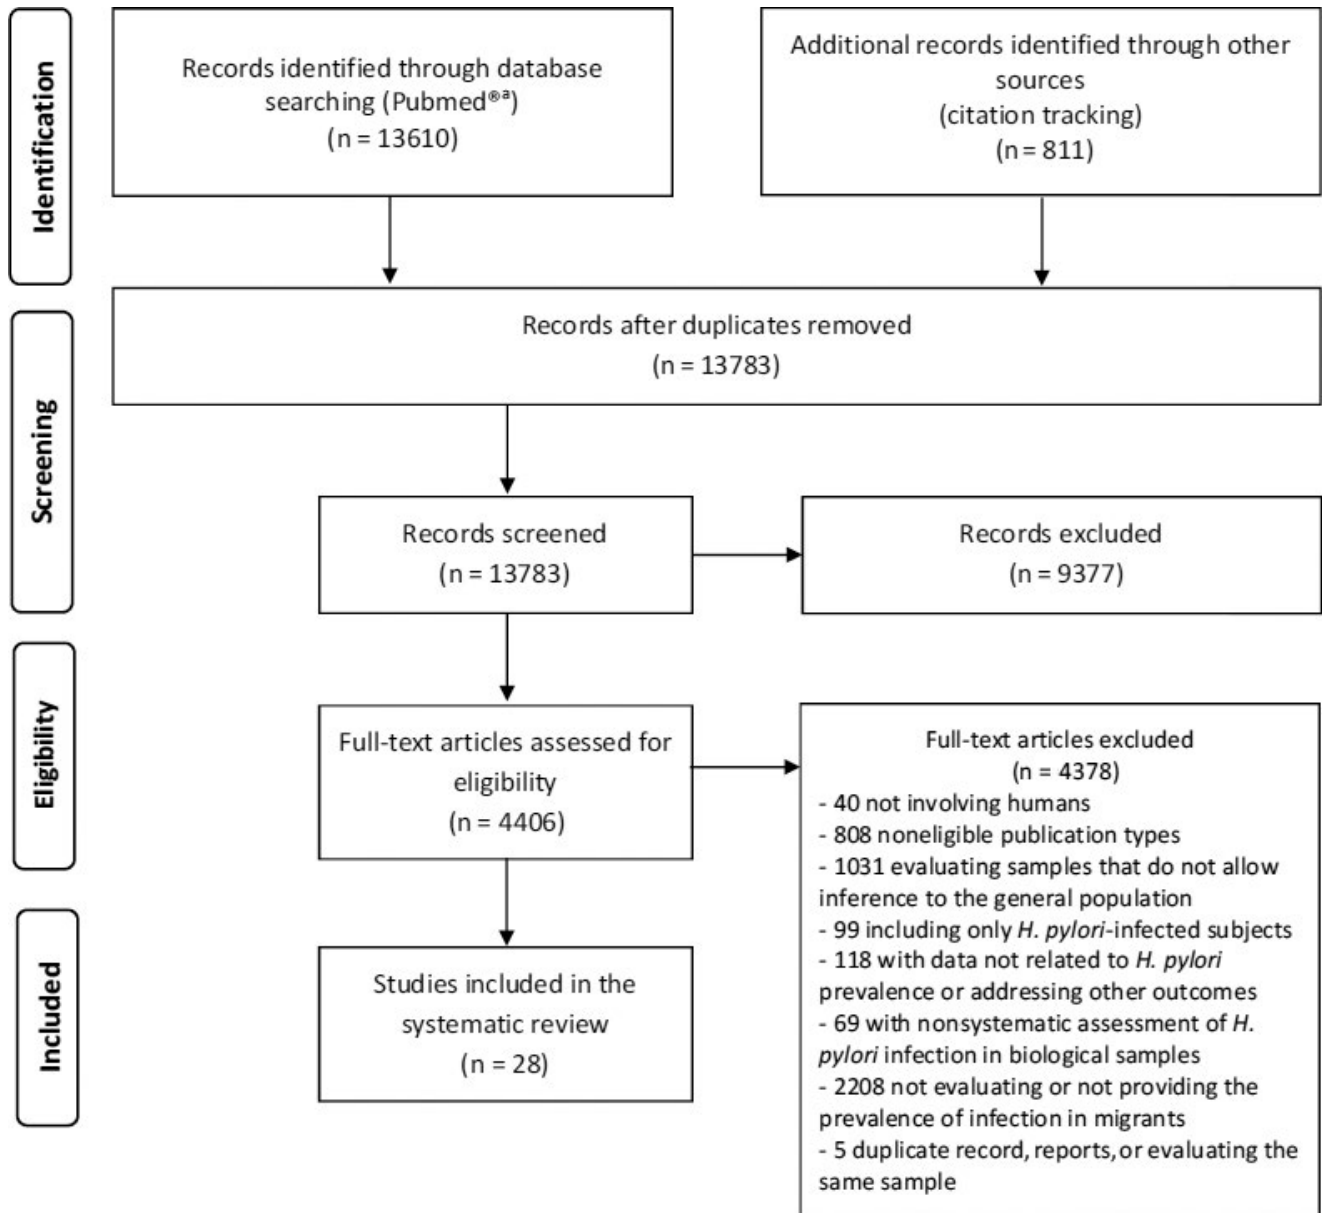 Identification
Records identified through database
searching (Pubmed®ª)
(n = 13610)
Additional records identified through other
sources
(citation tracking)
(n = 811)
Screening
Records after duplicates removed
(n = 13783)
Records screened
(n = 13783)
Records excluded
(n = 9377)
Eligibility
Full-text articles assessed for
eligibility
(n = 4406)
Full-text articles excluded
(n = 4378)
- 40 not involving humans
- 808 noneligible publication types
- 1031 evaluating samples that do not allow
inference to the general population
- 99 including only H. pylori-infected subjects
- 118 with data not related to H. pylori
prevalence or addressing other outcomes
- 69 with nonsystematic assessment of H.
pylori infection in biological samples
- 2208 not evaluating or not providing the
prevalence of infection in migrants
- 5 duplicate record, reports, or evaluating the
same sample
Included
Studies included in the
systematic review
(n = 28)